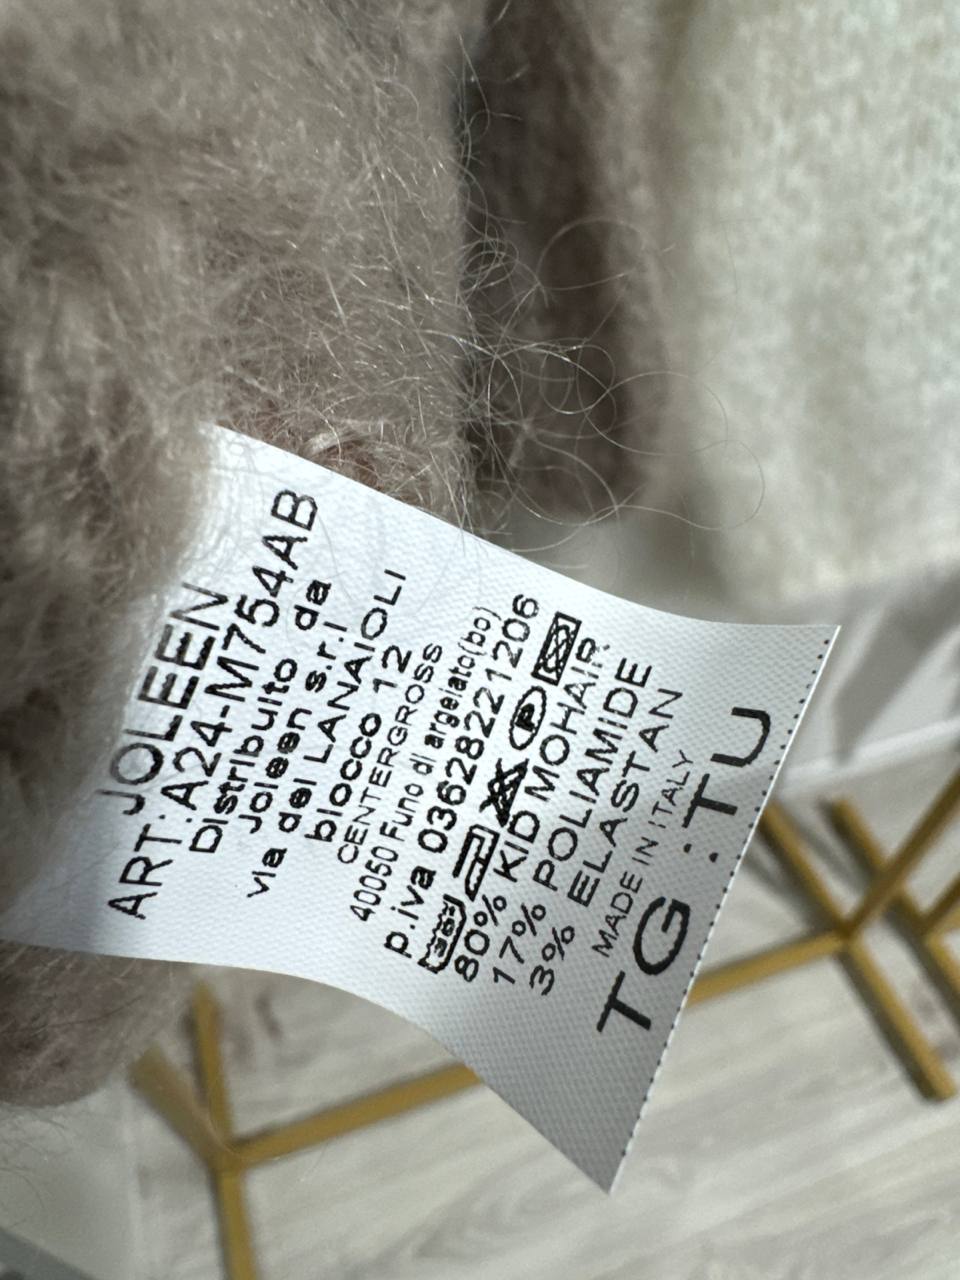 JOLEEN
ART:A24-M754AB
Distribuito da
Joleen s.r.l
via dei LANAIOLI
blocco 12
CENTERGROSS
40050 Funo di argelato(bo)
p.iva 03628221206
P
80% KID MOHAIR
17% POLIAMIDE
3% ELASTAN
MADE IN ITALY
TG :TU